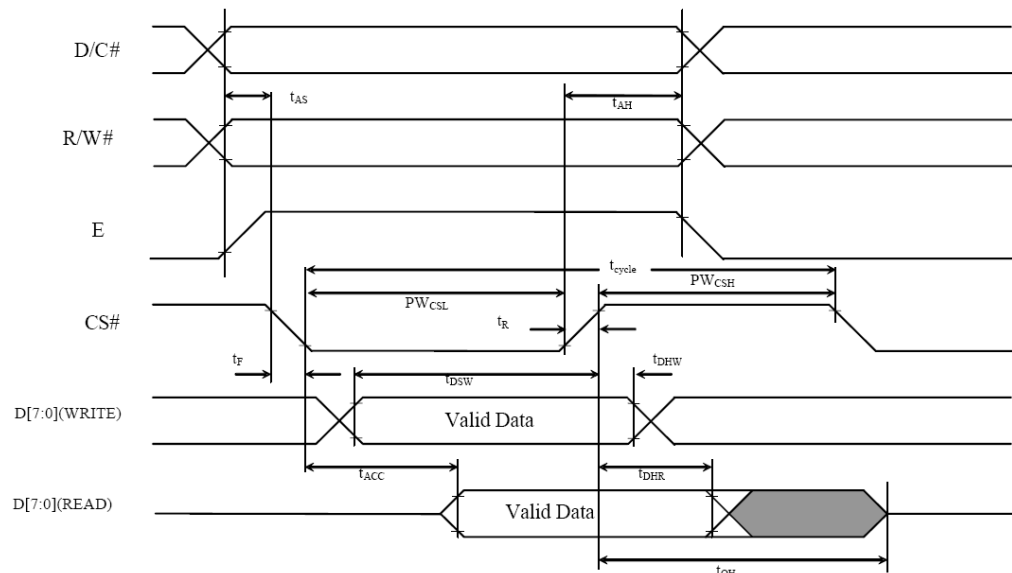 D/C#
tAS
tAH
R/W#
E
tcycle
PWCSL
PWCSH
CS#
tR
tF
tDSW
tDHW
D[7:0](WRITE)
Valid Data
tACC
tDHR
D[7:0](READ)
Valid Data